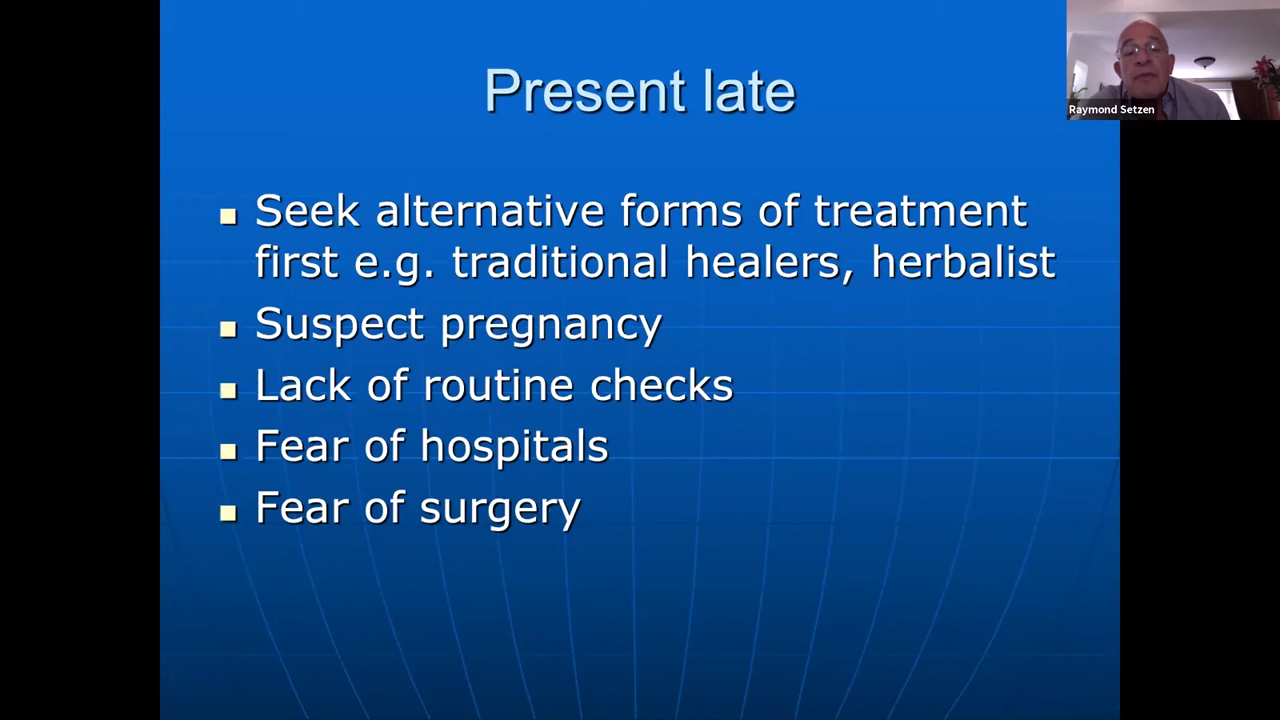 Present late
Seek alternative forms of treatment
first e.g. traditional healers, herbalist
Suspect pregnancy
Lack of routine checks
Fear of hospitals
Fear of surgery
Raymond Setzen